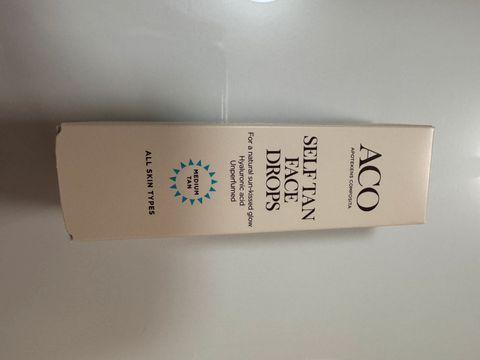 ACO
APOTEKENS COMPOSITA
SELF TAN
FACE
DROPS
For a natural sun-kissed glow
Hyaluronic acid
Unperfumed
MEDIUM
TAN
ALL SKIN TYPES